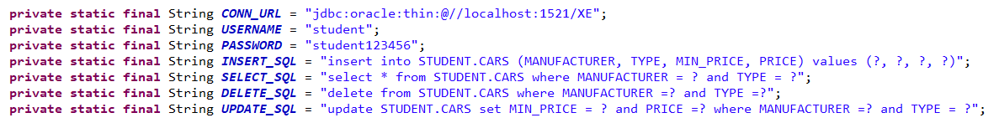 private static final String CONN_URL = "jdbc:oracle:thin:@//localhost:1521/XE";
private static final String USERNAME = "student";
private static final String PASSWORD = "student123456";
private static final String INSERT_SQL = "insert into STUDENT.CARS (MANUFACTURER, TYPE, MIN_PRICE, PRICE) values (?, ?, ?, ?)";
private static final String SELECT_SQL = "select * from STUDENT.CARS where MANUFACTURER = ? and TYPE = ?";
private static final String DELETE_SQL = "delete from STUDENT.CARS where MANUFACTURER =? and TYPE =?";
private static final String UPDATE_SQL = "update STUDENT.CARS set MIN_PRICE = ? and PRICE =? where MANUFACTURER =? and TYPE = ?";